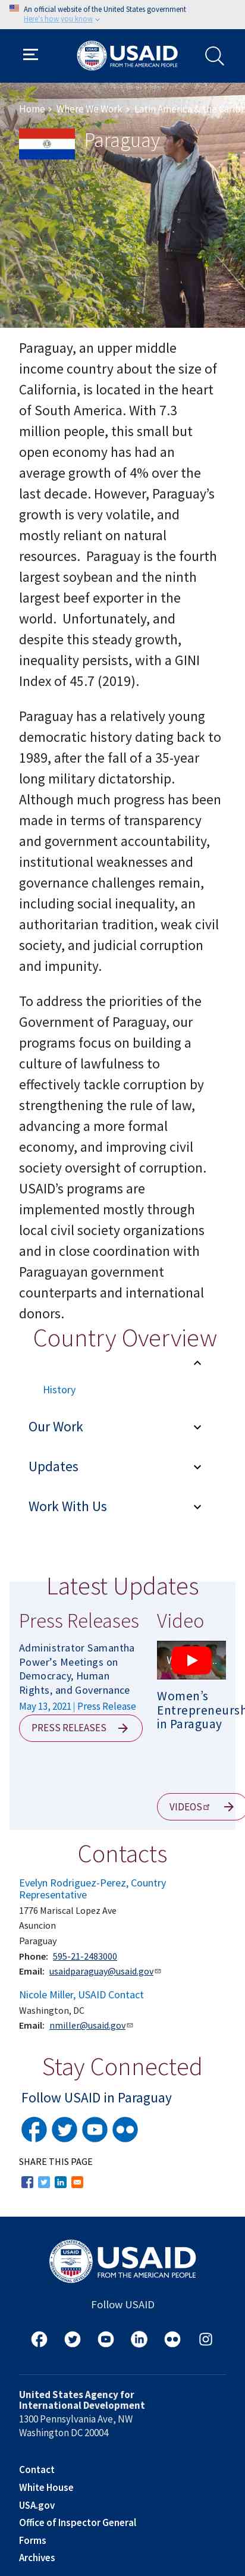 An official website of the United States government
Here's how you know
USAID
FROM THE AMERICAN PEOPLE
Home > Where We Work > Latin America & the
Paraguay
Paraguay, an upper middle
income country about the size of
California, is located in the heart
of South America. With 7.3
million people, this small but
open economy has had an
average growth of 4% over the
last decade. However, Paraguay's
growth is very volatile, and
mostly reliant on natural
resources. Paraguay is the fourth
largest soybean and the ninth
largest beef exporter in the
world. Unfortunately, and
despite this steady growth,
inequality persists, with a GINI
Index of 45.7 (2019).
Paraguay has a relatively young
democratic history dating back to
1989, after the fall of a 35-year
long military dictatorship.
Although much progress has been
made in terms of transparency
and government accountability,
institutional weaknesses and
governance challenges remain,
including social inequality, an
authoritarian tradition, weak civil
society, and judicial corruption
and impunity.
To address the priorities of the
Government of Paraguay, our
programs focus on building a
culture of lawfulness to
effectively tackle corruption by
strengthening the rule of law,
advancing a more formal
economy, and improving civil
society oversight of corruption.
USAID's programs are
implemented mostly through
local civil society organizations
and in close coordination with
Paraguayan government
counterparts and international
donors.
Country Overview
History
Our Work
Updates
Work With Us
Latest Updates
Press Releases
Administrator Samantha
Power's Meetings on
Democracy, Human
Rights, and Governance
May 13, 2021 | Press Release
PRESS RELEASES
Video
Women's
Entrepreneursh
in Paraguay
VIDEOS
Contacts
Evelyn Rodriguez-Perez, Country
Representative
1776 Mariscal Lopez Ave
Asuncion
Paraguay
Phone: 595-21-2483000
Email: usaidparaguay@usaid.gov
Nicole Miller, USAID Contact
Washington, DC
Email: nmiller@usaid.gov
Stay Connected
Follow USAID in Paraguay
SHARE THIS PAGE
USAID
FROM THE AMERICAN PEOPLE
Follow USAID
United States Agency for
International Development
1300 Pennsylvania Ave, NW
Washington DC 20004
Contact
White House
USA.gov
Office of Inspector General
Forms
Archives